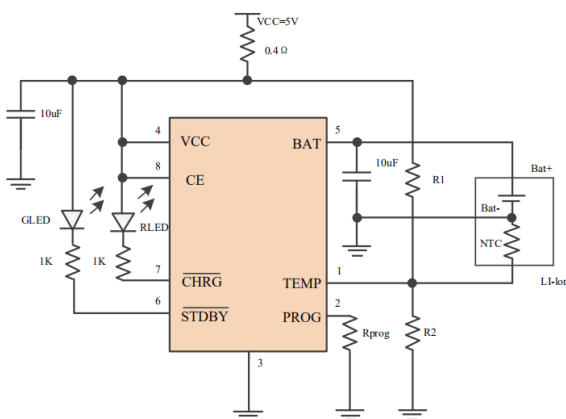 VCC=5V
0.4Ω
10uF
4
VCC
BAT
5
8
CE
10uF
R1
Bat+
GLED
RLED
Bat-
NTC
1K
1K
7
CHRG
TEMP
1
LI-Ion
6
STDBY
PROG
2
Rprog
R2
3